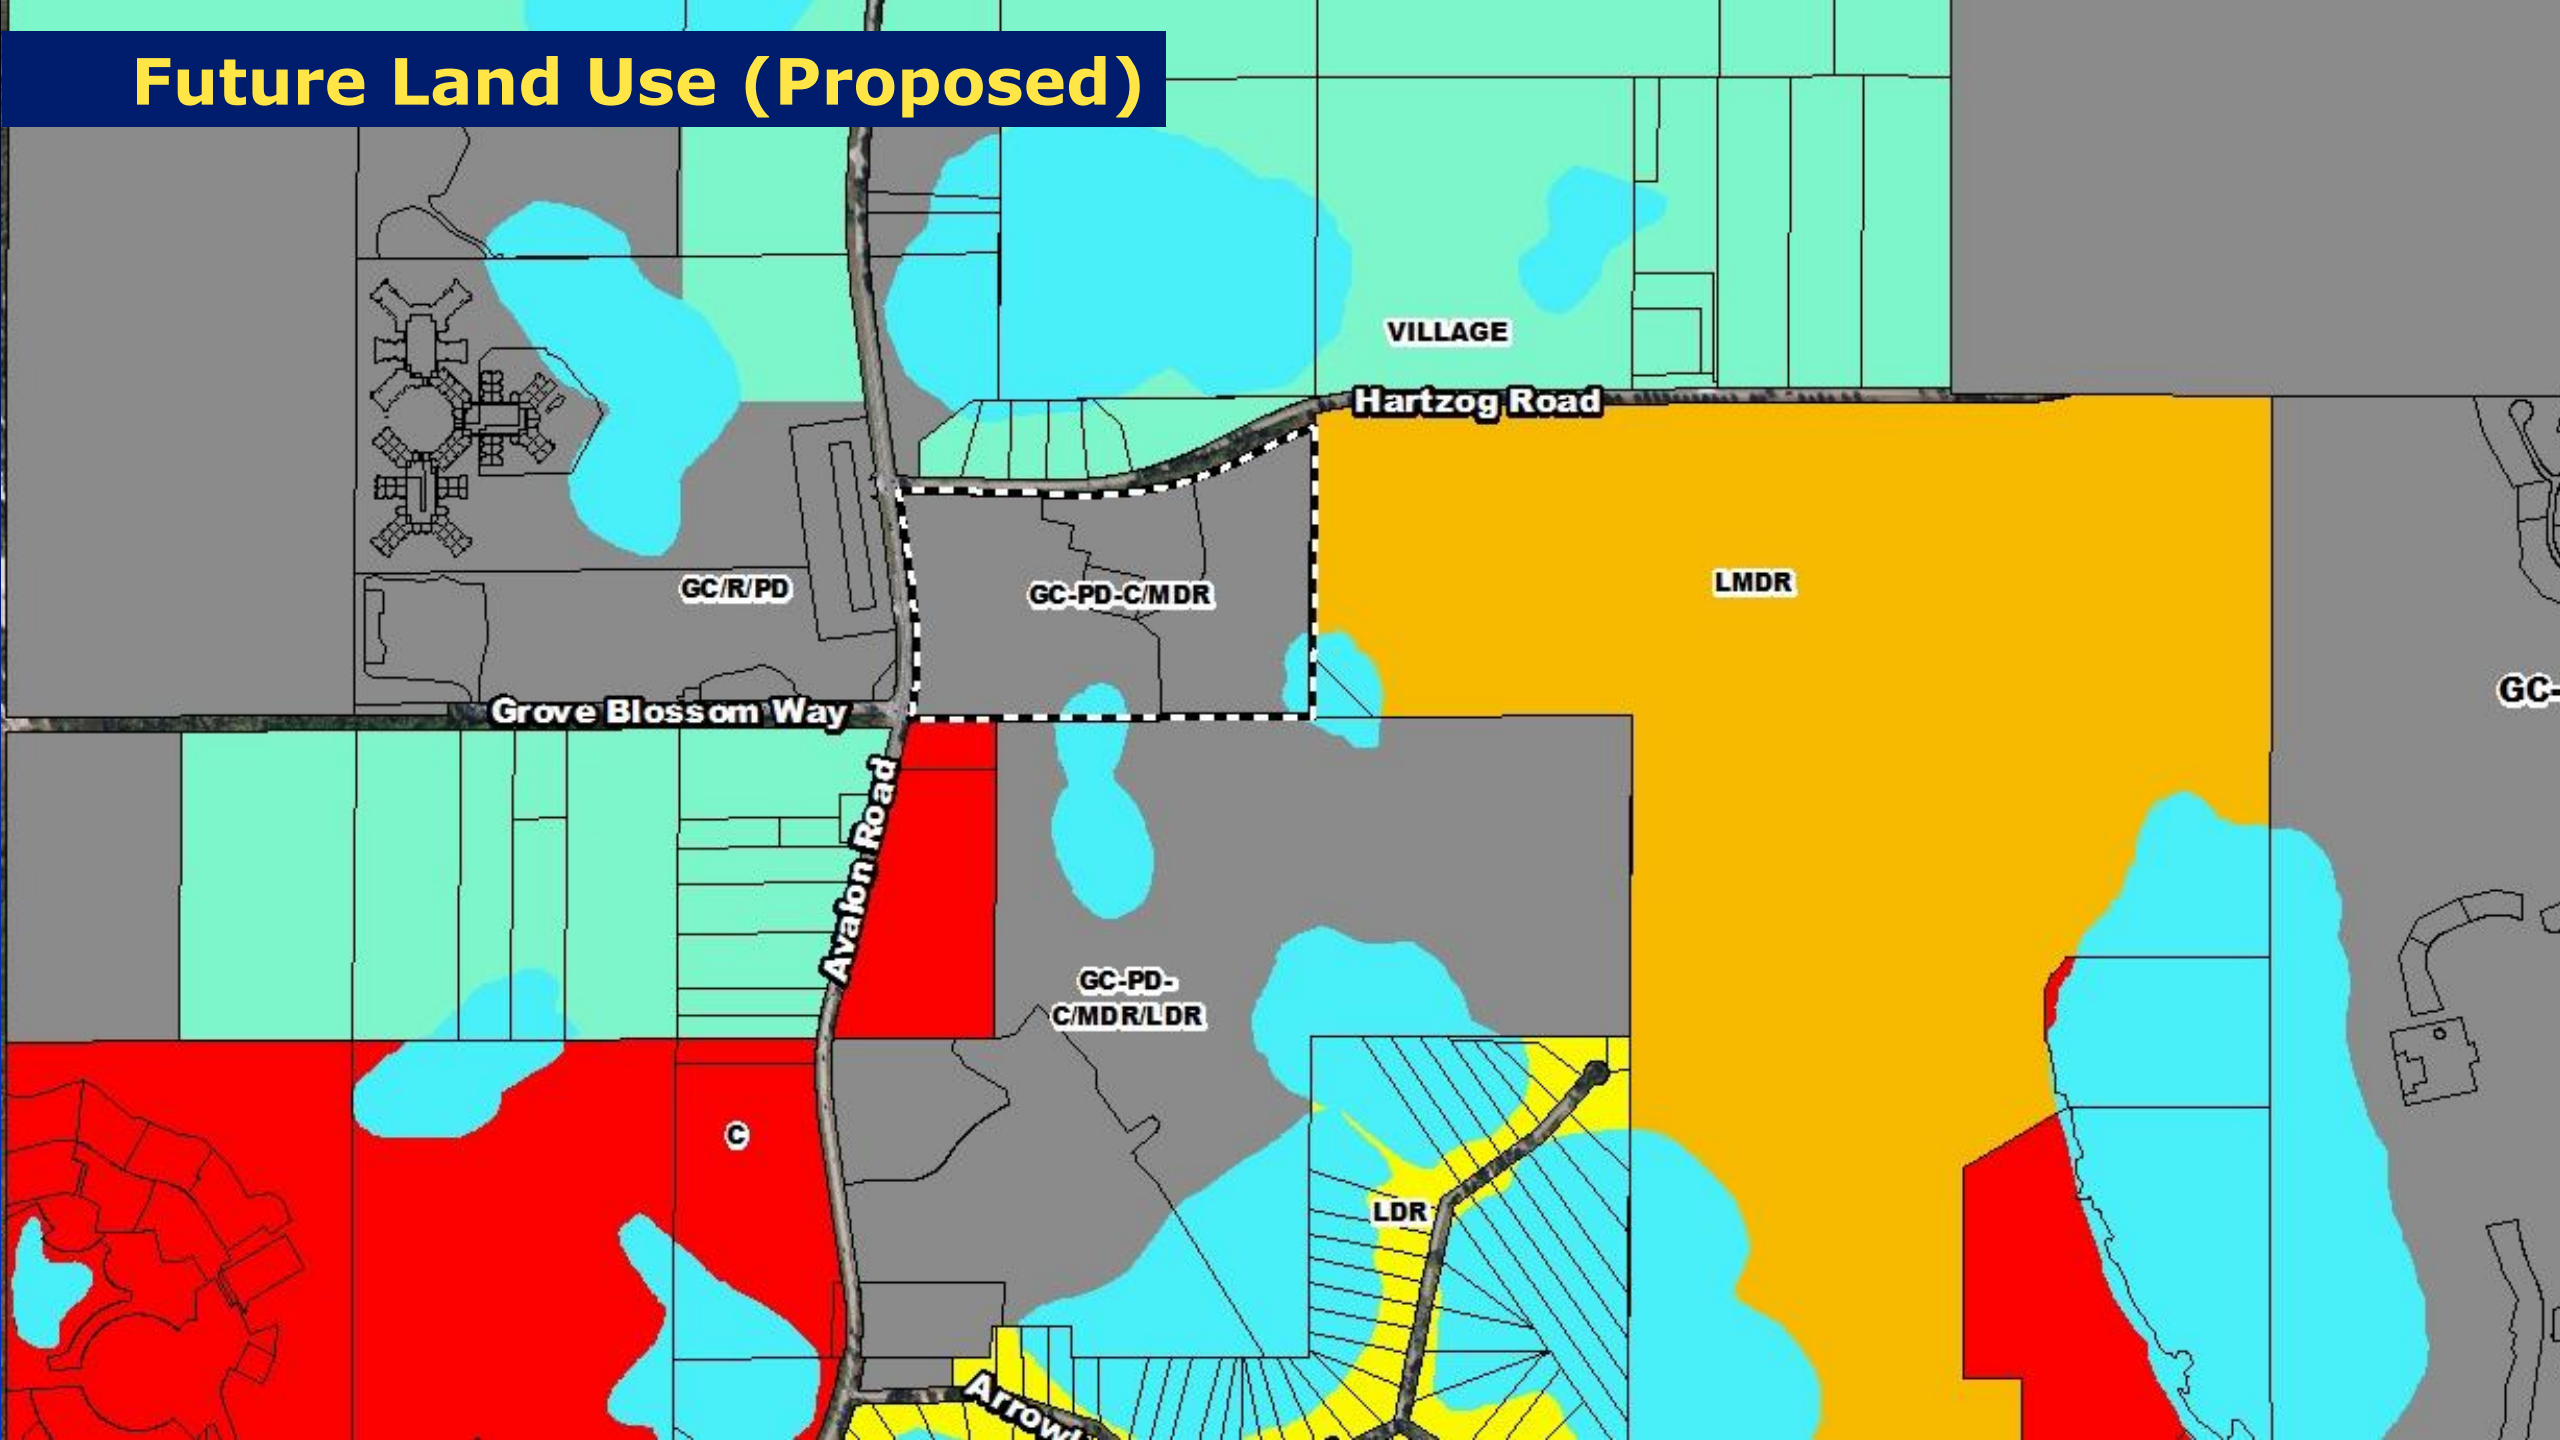 Future Land Use (Proposed)
VILLAGE
Hartzog Road
GC/R/PD
GC-PD-C/MDR
LMDR
GC-
Grove Blossom Way
Avalon Road
GC-PD-
C/MDR/LDR
C
LDR